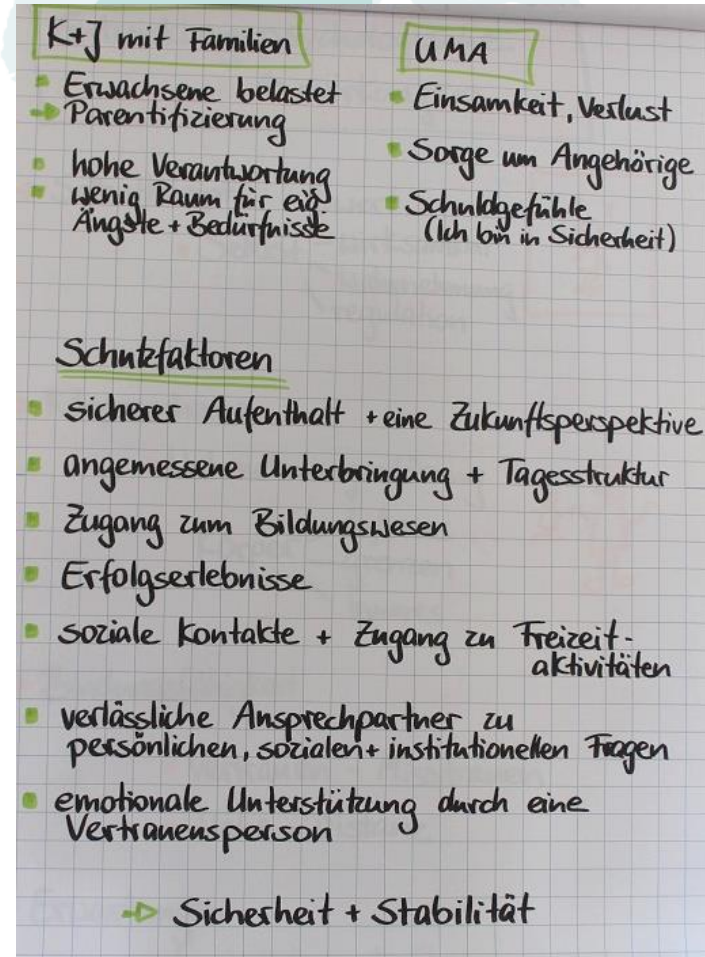 K+J mit Familien
Erwachsene belastet
→ Parentifizierung
hohe Verantwortung
wenig Raum für eig.
Ängste + Bedürfnisse
UMA
Einsamkeit, Verlust
Sorge um Angehörige
Schuldgefühle
(Ich bin in Sicherheit)
Schutzfaktoren
sicherer Aufenthalt + eine Zukunftsperspektive
angemessene Unterbringung + Tagesstruktur
Zugang zum Bildungswesen
Erfolgserlebnisse
soziale Kontakte + Zugang zu Freizeit-
aktivitäten
verlässliche Ansprechpartner zu
persönlichen, sozialen + institutionellen Fragen
emotionale Unterstützung durch eine
Vertrauensperson
→ Sicherheit + Stabilität